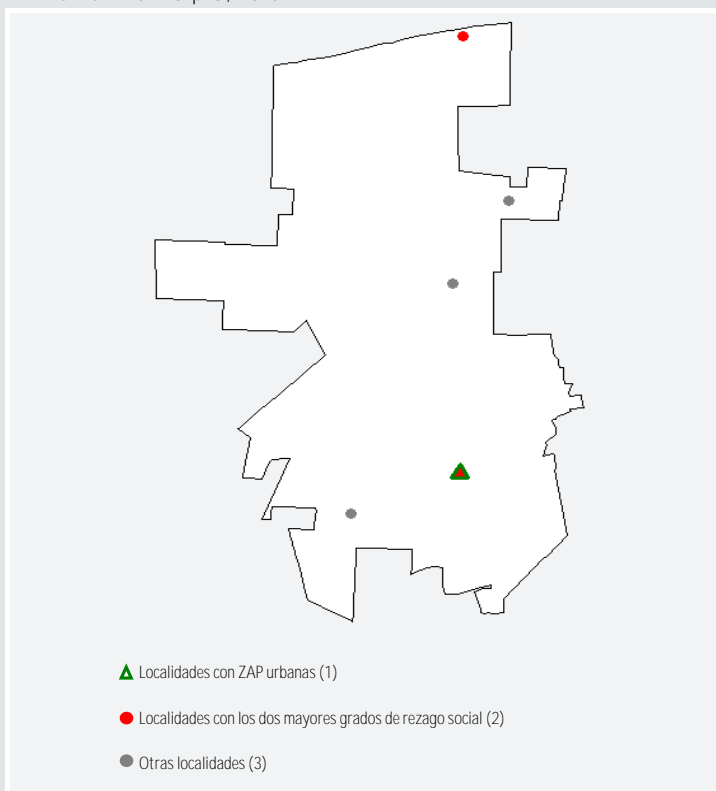 Localidades con ZAP urbanas (1)
Localidades con los dos mayores grados de rezago social (2)
Otras localidades (3)